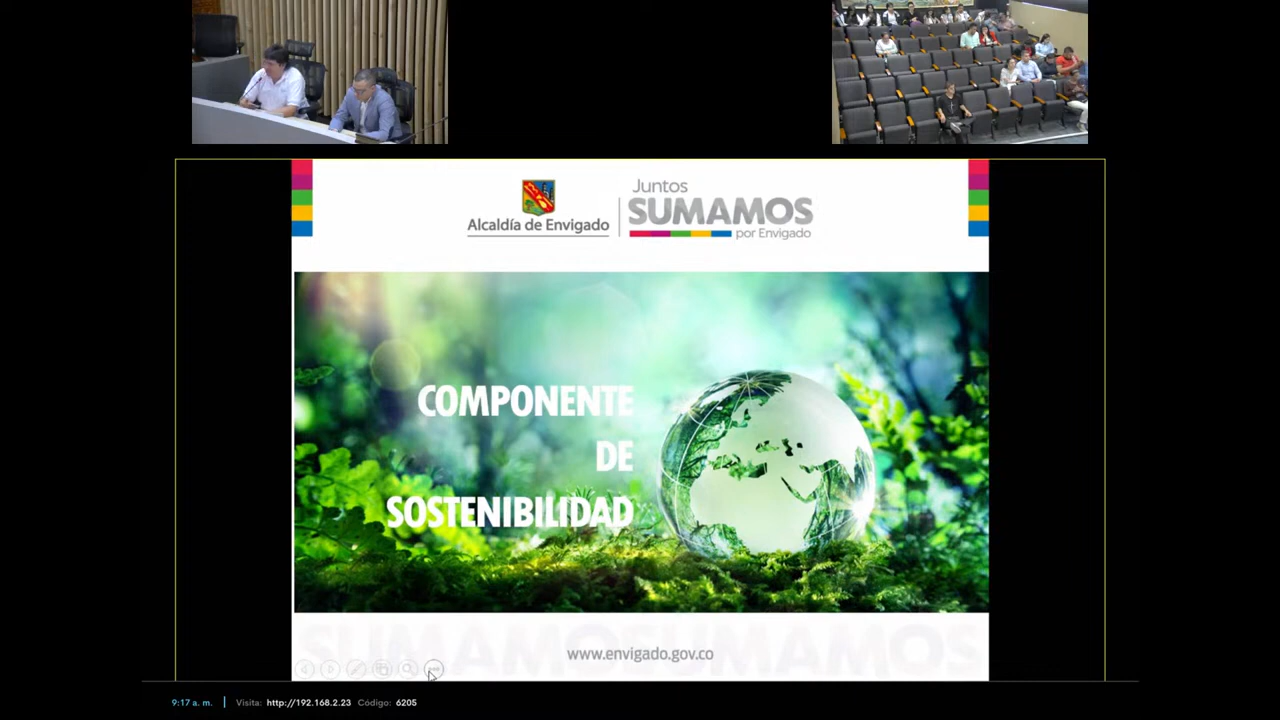 Alcaldía de Envigado
Juntos
SUMAMOS
por Envigado
COMPONENTE
DE
SOSTENIBILIDAD
SUMAMOSSUMAMOS
www.envigado.gov.co
9:17 a. m. | Visita: http://192.168.2.23 Código: 6205